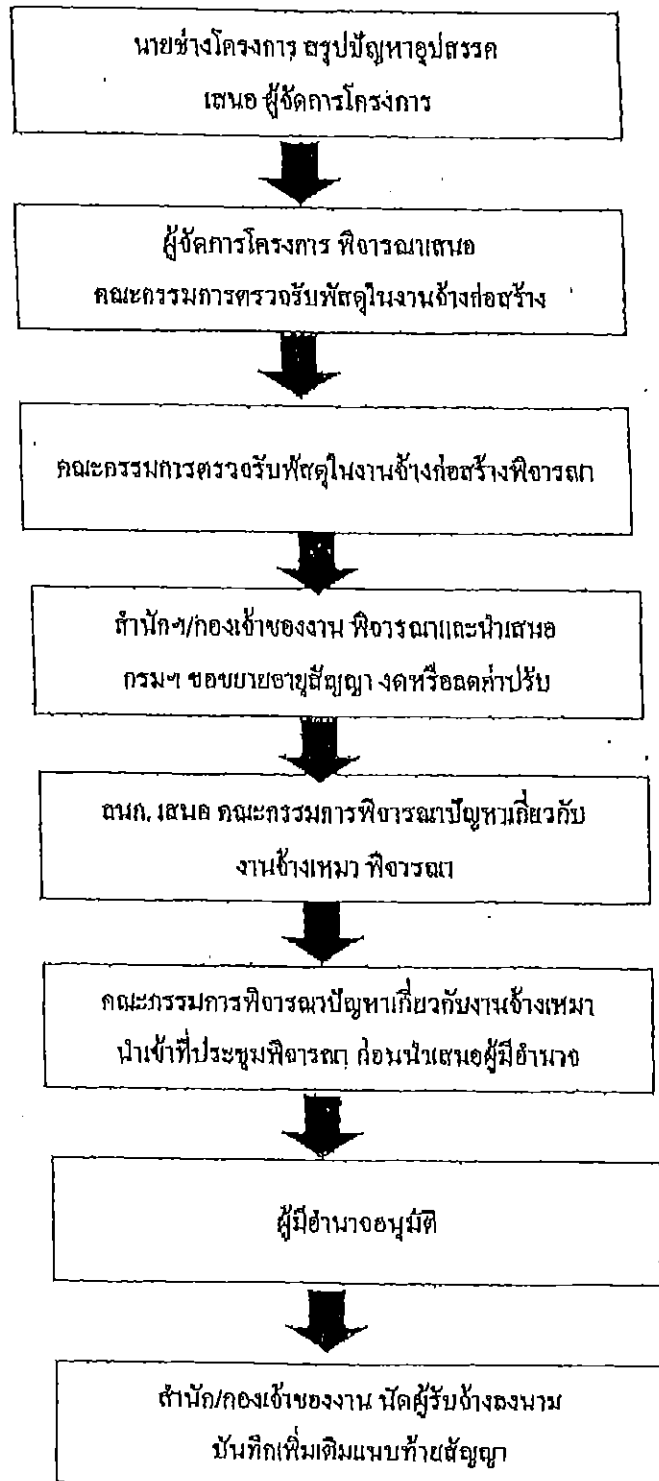 นายช่างโครงการ สรุปปัญหาอุปสรรค
เสนอ ผู้จัดการโครงการ
ผู้จัดการโครงการ พิจารณาเสนอ
คณะกรรมการตรวจรับพัสดุในงานจ้างก่อสร้าง
คณะกรรมการตรวจรับพัสดุในงานจ้างก่อสร้างพิจารณา
สำนักฯ/กองเจ้าของงาน พิจารณาและนำเสนอ
กรมฯ ขอขยายอายุสัญญา งดหรือลดค่าปรับ
สนก. เสนอ คณะกรรมการพิจารณาปัญหาเกี่ยวกับ
งานจ้างเหมา พิจารณา
คณะกรรมการพิจารณาปัญหาเกี่ยวกับงานจ้างเหมา
นำเข้าที่ประชุมพิจารณา ก่อนนำเสนอผู้มีอำนาจ
ผู้มีอำนาจอนุมัติ
สำนัก/กองเจ้าของงาน นัดผู้รับจ้างลงนาม
บันทึกเพิ่มเติมแนบท้ายสัญญา